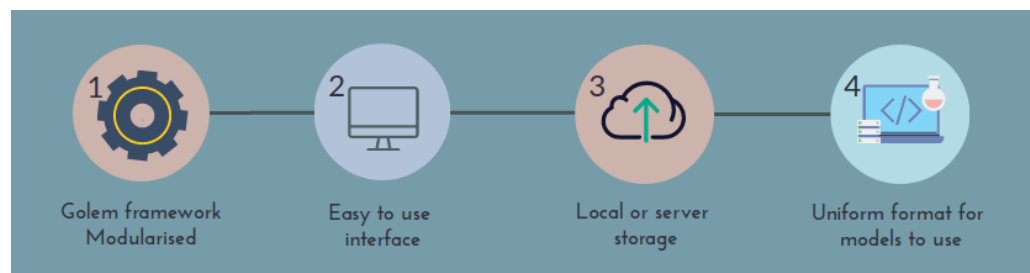 1
Golem framework
Modularised
2
Easy to use
interface
3
Local or server
storage
4
</>
Uniform format for
models to use